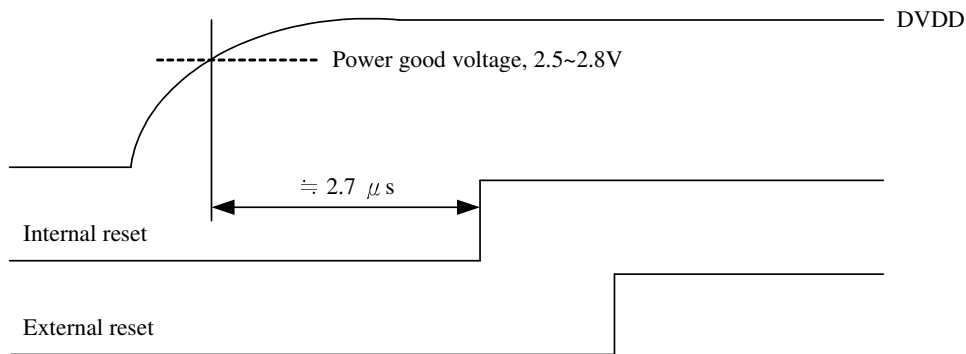 DVDD
Power good voltage, 2.5~2.8V
≒ 2.7 μs
Internal reset
External reset